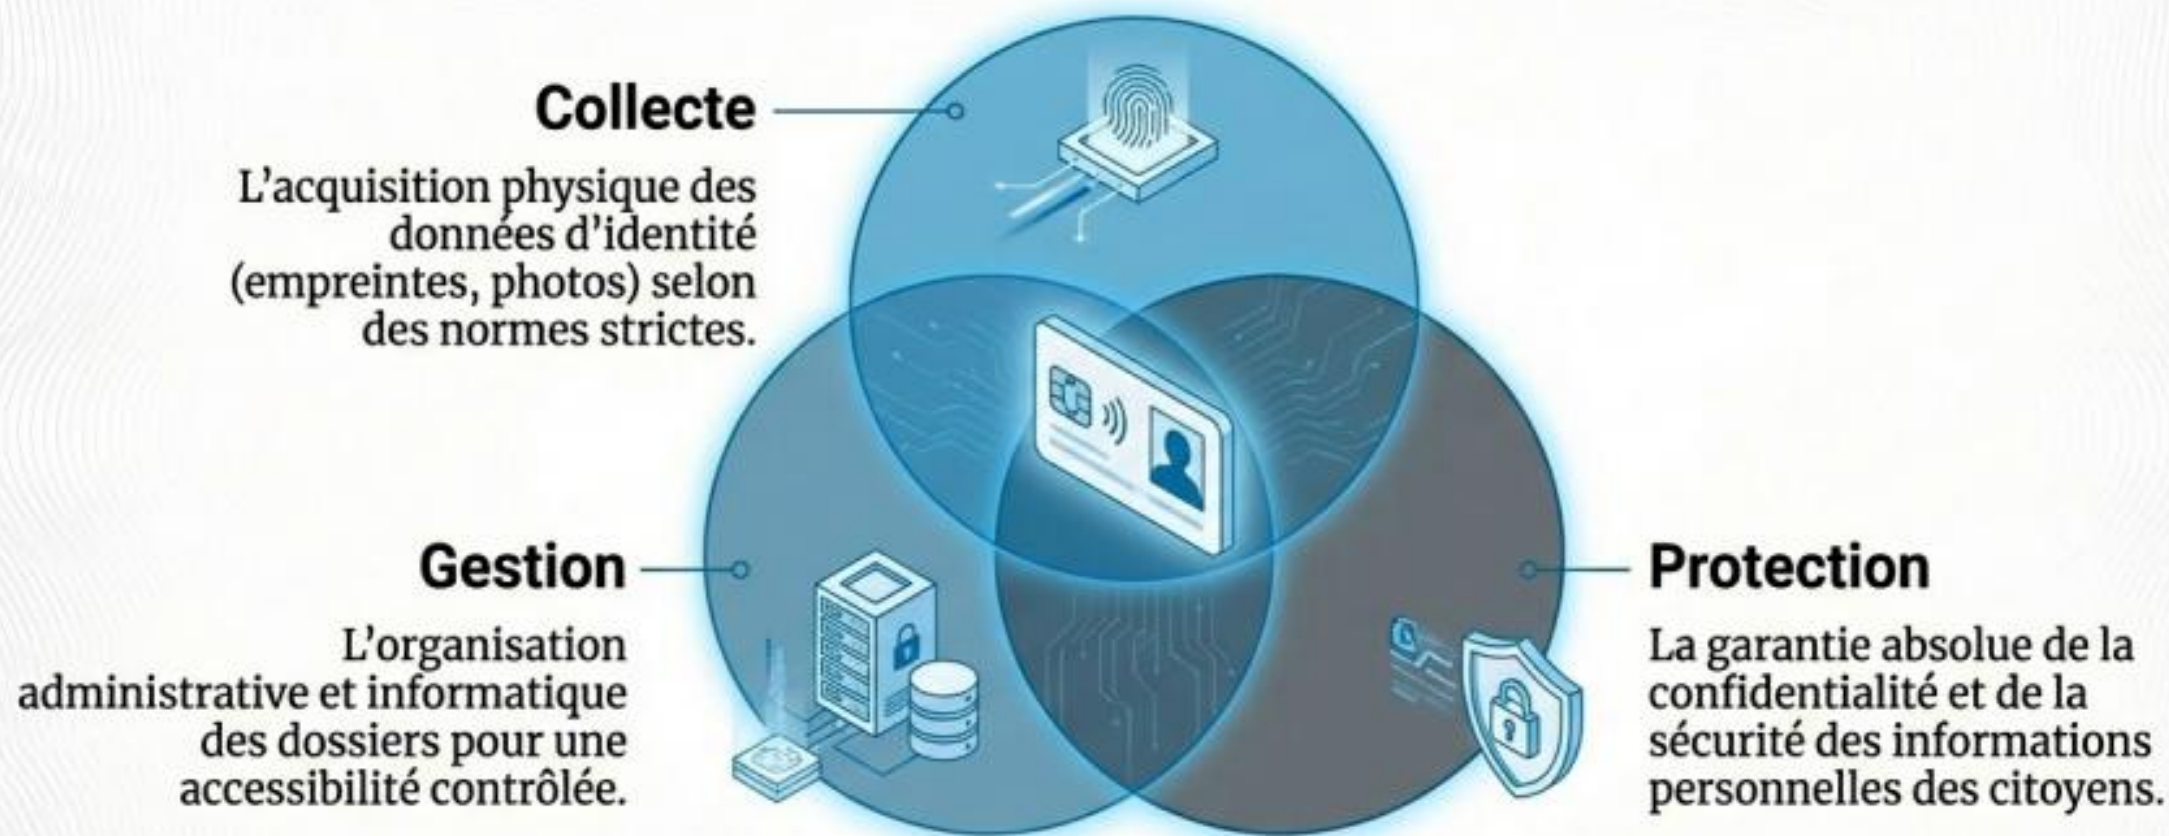 Collecte
L’acquisition physique des
données d’identité
(empreintes, photos) selon
des normes strictes.
Gestion
L’organisation
administrative et informatique
des dossiers pour une
accessibilité contrôlée.
Protection
La garantie absolue de la
confidentialité et de la
sécurité des informations
personnelles des citoyens.